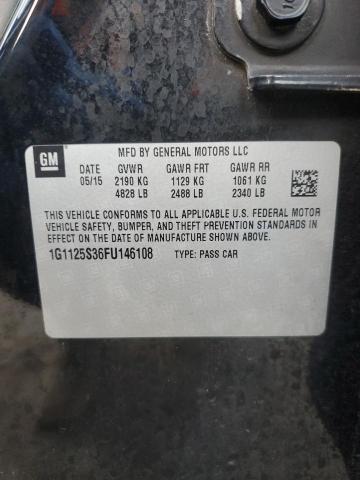 GM
MFD BY GENERAL MOTORS LLC
DATE GVWR GAWR FRT GAWR RR
05/15 2190 KG 1129 KG 1061 KG
4828 LB 2488 LB 2340 LB
THIS VEHICLE CONFORMS TO ALL APPLICABLE U.S. FEDERAL MOTOR
VEHICLE SAFETY, BUMPER, AND THEFT PREVENTION STANDARDS IN
EFFECT ON THE DATE OF MANUFACTURE SHOWN ABOVE.
1G1125S36FU146108 TYPE: PASS CAR